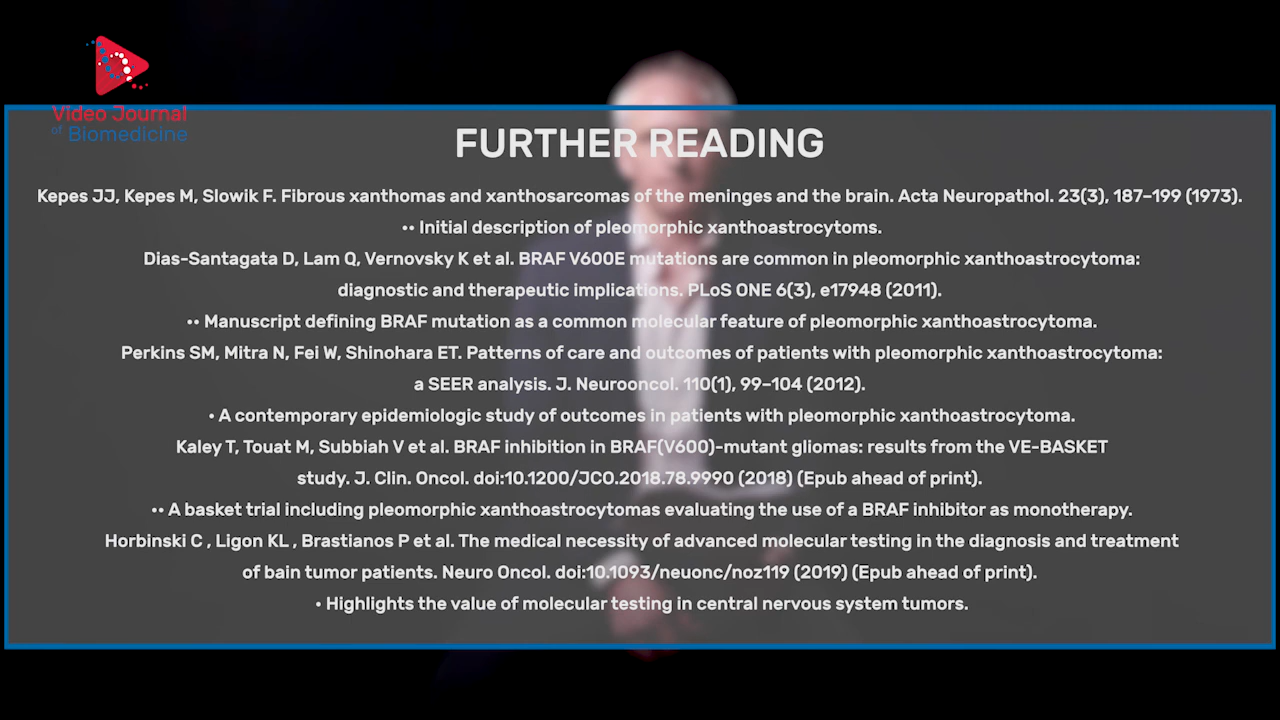 Video Journal
of Biomedicine
FURTHER READING
Kepes JJ, Kepes M, Slowik F. Fibrous xanthomas and xanthosarcomas of the meninges and the brain. Acta Neuropathol. 23(3), 187–199 (1973).
•• Initial description of pleomorphic xanthoastrocytoms.
Dias-Santagata D, Lam Q, Vernovsky K et al. BRAF V600E mutations are common in pleomorphic xanthoastrocytoma:
diagnostic and therapeutic implications. PLoS ONE 6(3), e17948 (2011).
•• Manuscript defining BRAF mutation as a common molecular feature of pleomorphic xanthoastrocytoma.
Perkins SM, Mitra N, Fei W, Shinohara ET. Patterns of care and outcomes of patients with pleomorphic xanthoastrocytoma:
a SEER analysis. J. Neurooncol. 110(1), 99–104 (2012).
• A contemporary epidemiologic study of outcomes in patients with pleomorphic xanthoastrocytoma.
Kaley T, Touat M, Subbiah V et al. BRAF inhibition in BRAF(V600)-mutant gliomas: results from the VE-BASKET
study. J. Clin. Oncol. doi:10.1200/JCO.2018.78.9990 (2018) (Epub ahead of print).
•• A basket trial including pleomorphic xanthoastrocytomas evaluating the use of a BRAF inhibitor as monotherapy.
Horbinski C , Ligon KL , Brastianos P et al. The medical necessity of advanced molecular testing in the diagnosis and treatment
of bain tumor patients. Neuro Oncol. doi:10.1093/neuonc/noz119 (2019) (Epub ahead of print).
• Highlights the value of molecular testing in central nervous system tumors.